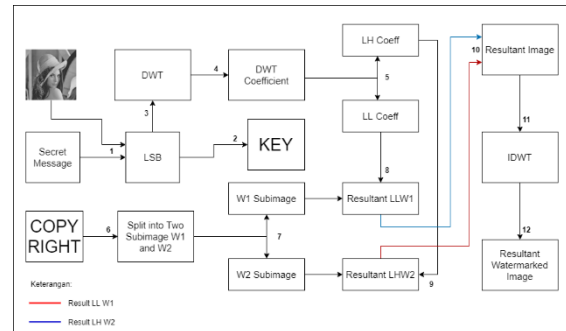 LH Coeff
10
Resultant Image
DWT
4
DWT
Coefficient
5
3
LL Coeff
11
Secret
Message
1
LSB
2
KEY
8
IDWT
W1 Subimage
Resultant LLW1
12
COPY
RIGHT
6
Split into Two
Subimage W1
and W2
7
W2 Subimage
Resultant LHW2
9
Resultant
Watermarked
Image
Keterangan:
Result LL W1
Result LH W2